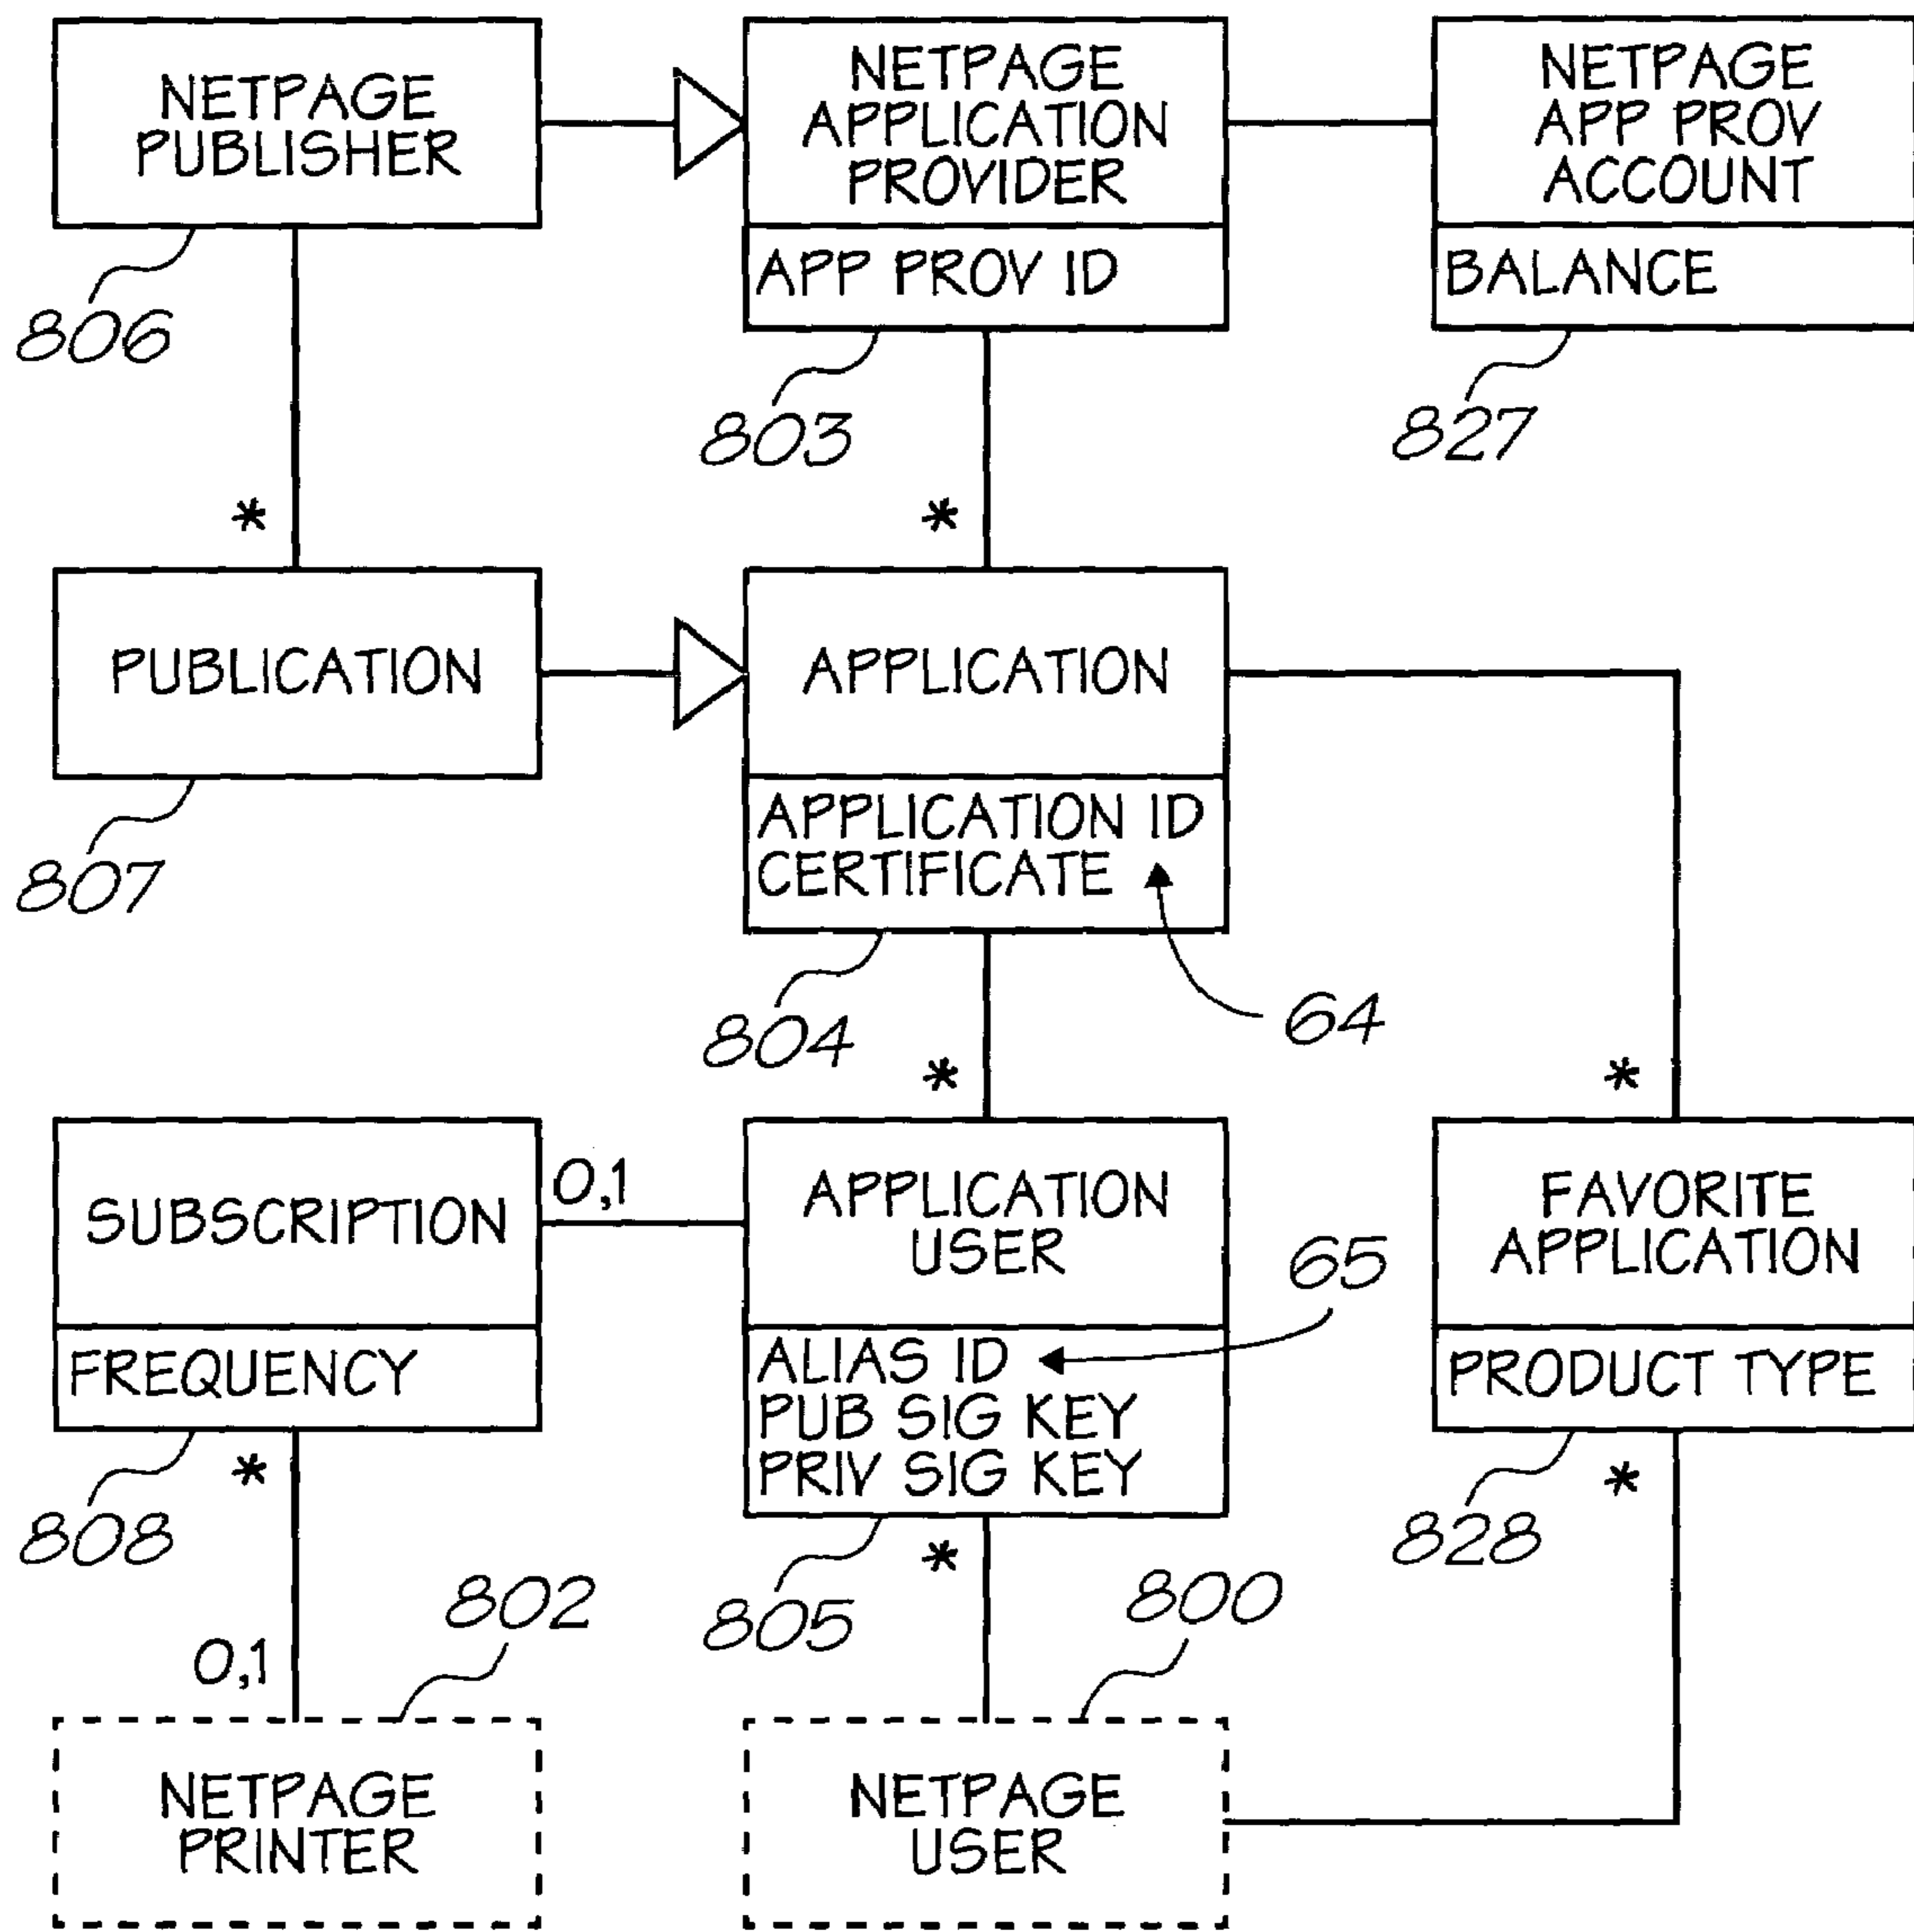 NETPAGE
PUBLISHER
806
NETPAGE
APPLICATION
PROVIDER
APP PROV ID
803
NETPAGE
APP PROV
ACCOUNT
BALANCE
827
*
*
PUBLICATION
807
APPLICATION
APPLICATION ID
CERTIFICATE
804
64
*
*
SUBSCRIPTION
FREQUENCY
808
0,1
APPLICATION
USER
ALIAS ID
PUB SIG KEY
PRIV SIG KEY
805
65
FAVORITE
APPLICATION
PRODUCT TYPE
828
*
*
*
0,1
802
800
NETPAGE
PRINTER
NETPAGE
USER